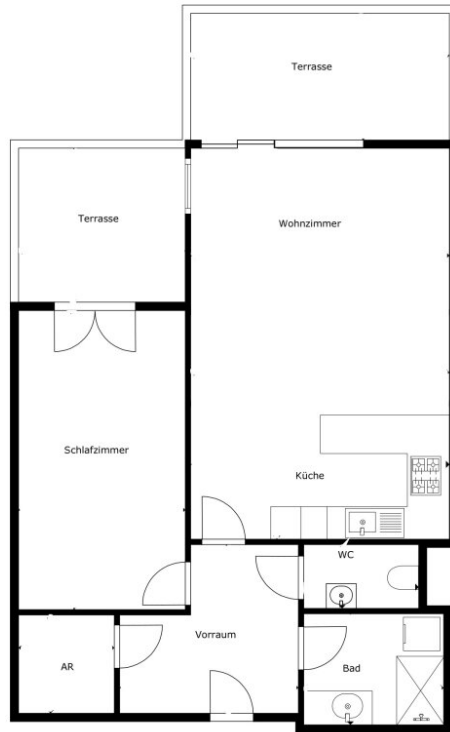 Terrasse
Terrasse
Wohnzimmer
Schlafzimmer
Küche
WC
Vorraum
AR
Bad